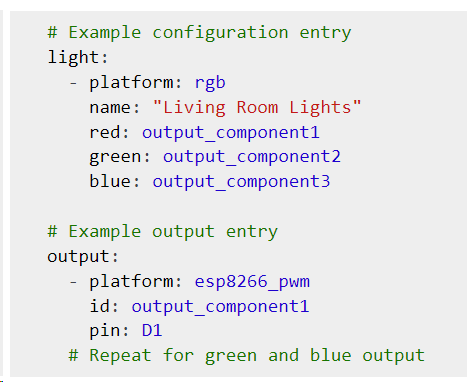 # Example configuration entry
light:
  - platform: rgb
    name: "Living Room Lights"
    red: output_component1
    green: output_component2
    blue: output_component3

# Example output entry
output:
  - platform: esp8266_pwm
    id: output_component1
    pin: D1
  # Repeat for green and blue output